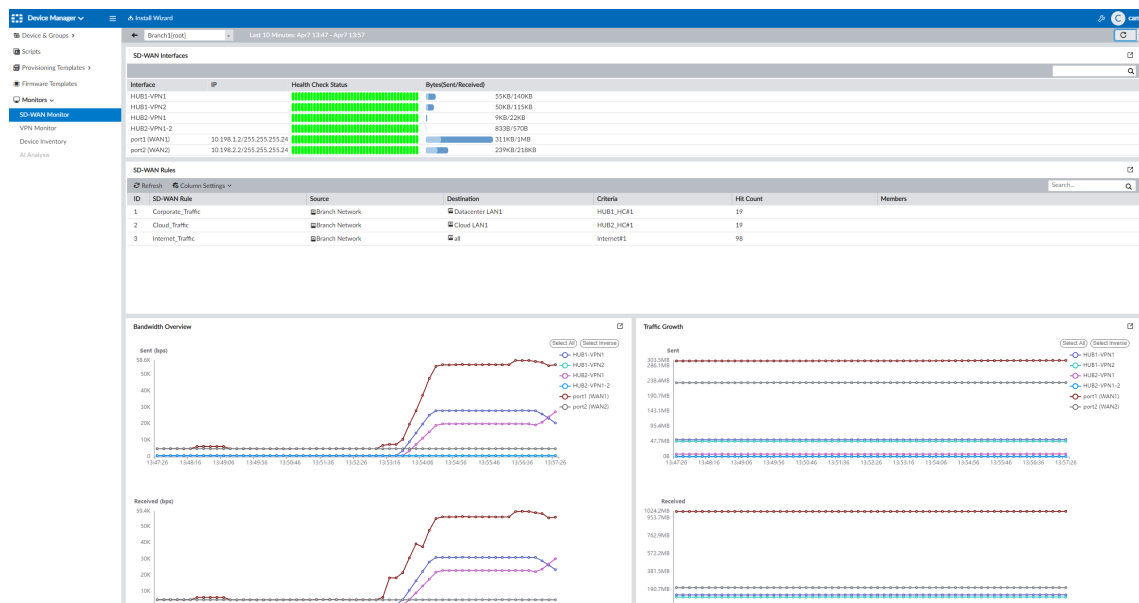 Device Manager
Install Wizard
C cam
Device & Groups
Scripts
Provisioning Templates
Firmware Templates
Monitors
SD-WAN Monitor
VPN Monitor
Device Inventory
AI Analysis
Branch1[root]
Last 10 Minutes: Apr7 13:47 - Apr7 13:57
SD-WAN Interfaces
Interface IP Health Check Status Bytes(Sent/Received)
HUB1-VPN1 55KB/140KB
HUB1-VPN2 50KB/115KB
HUB2-VPN1 9KB/22KB
HUB2-VPN1-2 833B/570B
port1 (WAN1) 10.198.1.2/255.255.255.24 311KB/1MB
port2 (WAN2) 10.198.2.2/255.255.255.24 239KB/218KB
SD-WAN Rules
Refresh Column Settings Search...
ID SD-WAN Rule Source Destination Criteria Hit Count Members
1 Corporate_Traffic Branch Network Datacenter LAN1 HUB1_HC#1 19
2 Cloud_Traffic Branch Network Cloud LAN1 HUB2_HC#1 19
3 Internet_Traffic Branch Network all Internet#1 98
Bandwidth Overview
Select All Select Inverse
Sent (bps)
58.6K
50K
40K
30K
20K
10K
0
13:47:26 13:48:16 13:49:06 13:49:56 13:50:46 13:51:36 13:52:26 13:53:16 13:54:06 13:54:56 13:55:46 13:56:36 13:57:26
HUB1-VPN1
HUB1-VPN2
HUB2-VPN1
HUB2-VPN1-2
port1 (WAN1)
port2 (WAN2)
Received (bps)
59.4K
50K
40K
30K
20K
10K
Traffic Growth
Select All Select Inverse
Sent
303.5MB
286.1MB
238.4MB
190.7MB
143.1MB
95.4MB
47.7MB
0B
13:47:26 13:48:16 13:49:06 13:49:56 13:50:46 13:51:36 13:52:26 13:53:16 13:54:06 13:54:56 13:55:46 13:56:36 13:57:26
HUB1-VPN1
HUB1-VPN2
HUB2-VPN1
HUB2-VPN1-2
port1 (WAN1)
port2 (WAN2)
Received
1024.2MB
953.7MB
762.9MB
572.2MB
381.5MB
190.7MB